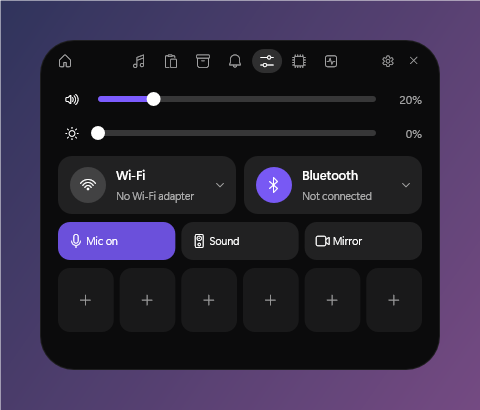 20%
0%
Wi-Fi
No Wi-Fi adapter
Bluetooth
Not connected
Mic on
Sound
Mirror